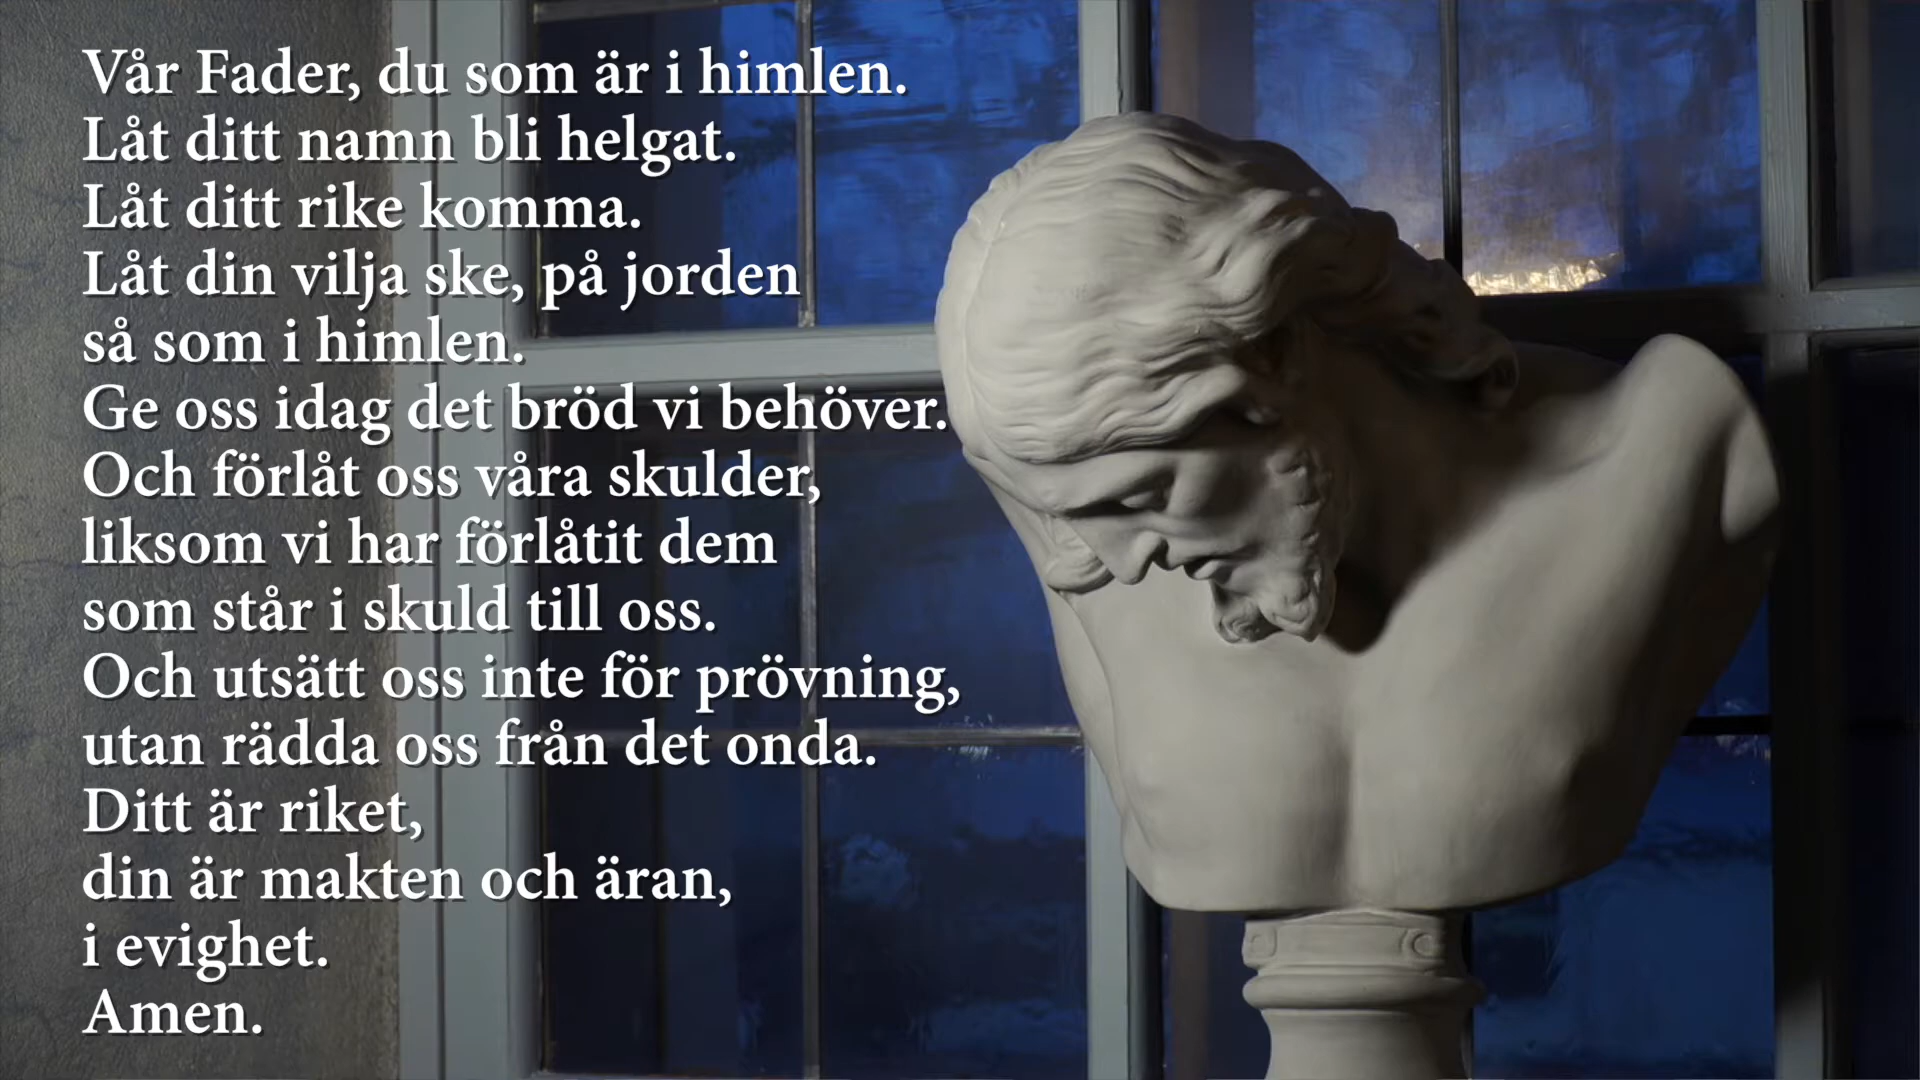 Vår Fader, du som är i himlen.
Låt ditt namn bli helgat.
Låt ditt rike komma.
Låt din vilja ske, på jorden
så som i himlen.
Ge oss idag det bröd vi behöver.
Och förlåt oss våra skulder,
liksom vi har förlåtit dem
som står i skuld till oss.
Och utsätt oss inte för prövning,
utan rädda oss från det onda.
Ditt är riket,
din är makten och äran,
i evighet.
Amen.